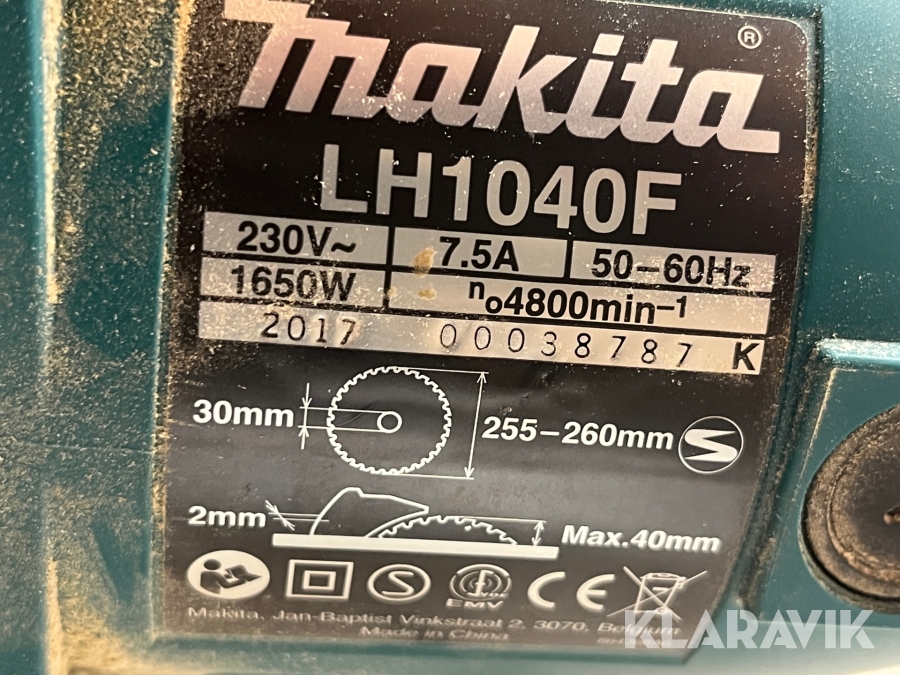 makita®
LH1040F
230V~ 7.5A 50-60Hz
1650W n₀4800min⁻¹
2017 00038787 K
30mm 255-260mm
2mm Max.40mm
EMV CE
Makita, Jan-Baptist Vinkstraat 2, 3070, Belgium
Made in China
KLARAVIK